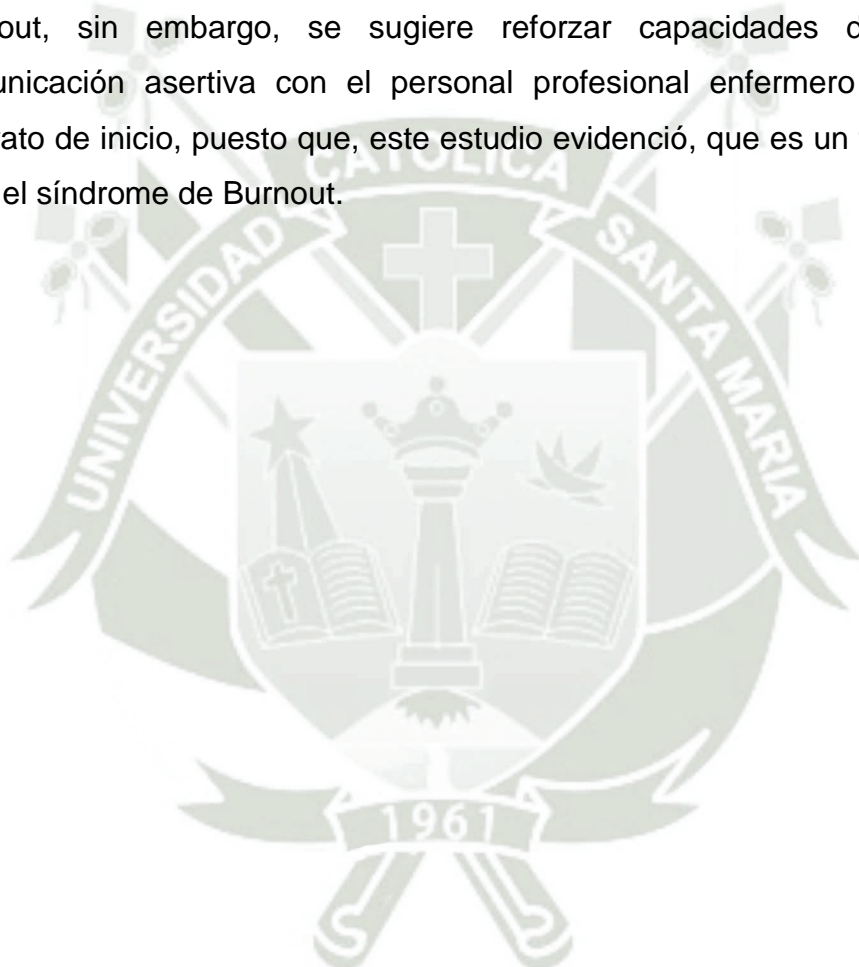 out, sin embargo, se sugiere reforzar capacidades
unicación asertiva con el personal profesional enfermero
ato de inicio, puesto que, este estudio evidenció, que es un
el síndrome de Burnout.
UNIVERSIDAD CATOLICA SANTA MARIA
1961